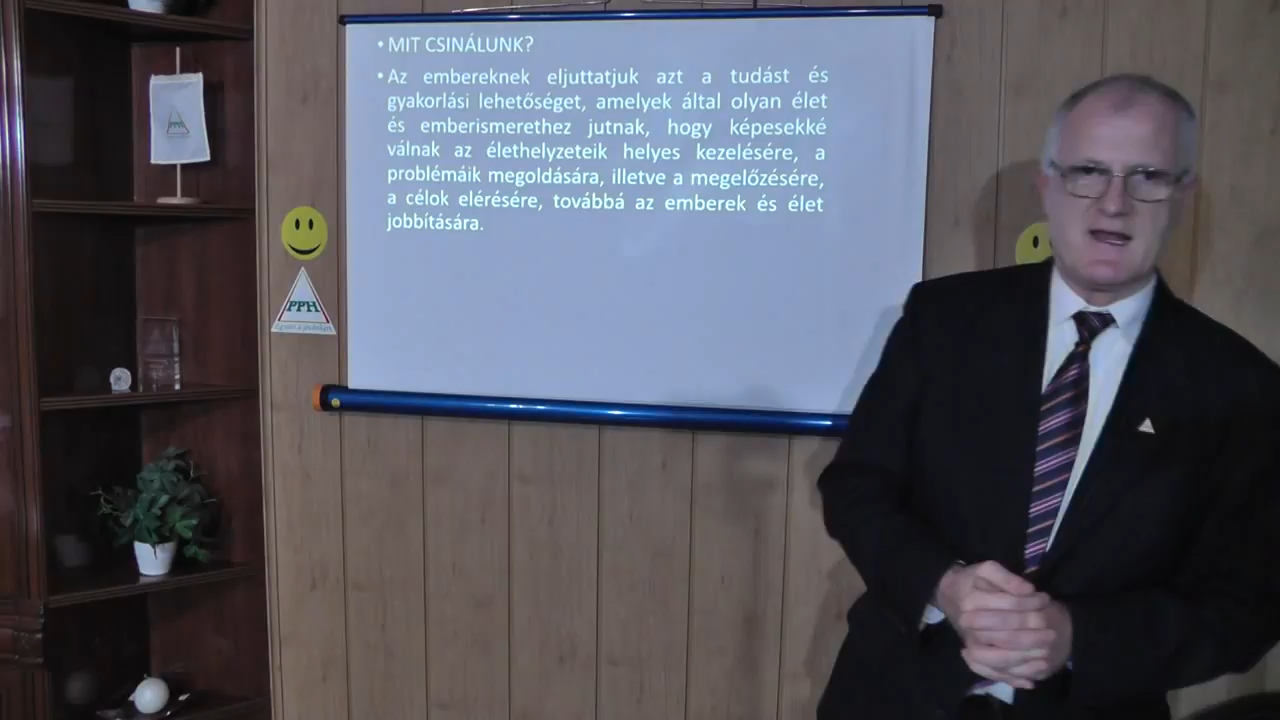 • MIT CSINÁLUNK?
• Az embereknek eljuttatjuk azt a tudást és
gyakorlási lehetőséget, amelyek által olyan élet
és emberismerethez jutnak, hogy képesekké
válnak az élethelyzeteik helyes kezelésére, a
problémáik megoldására, illetve a megelőzésére,
a célok elérésére, továbbá az emberek és élet
jobbítására.
PPH